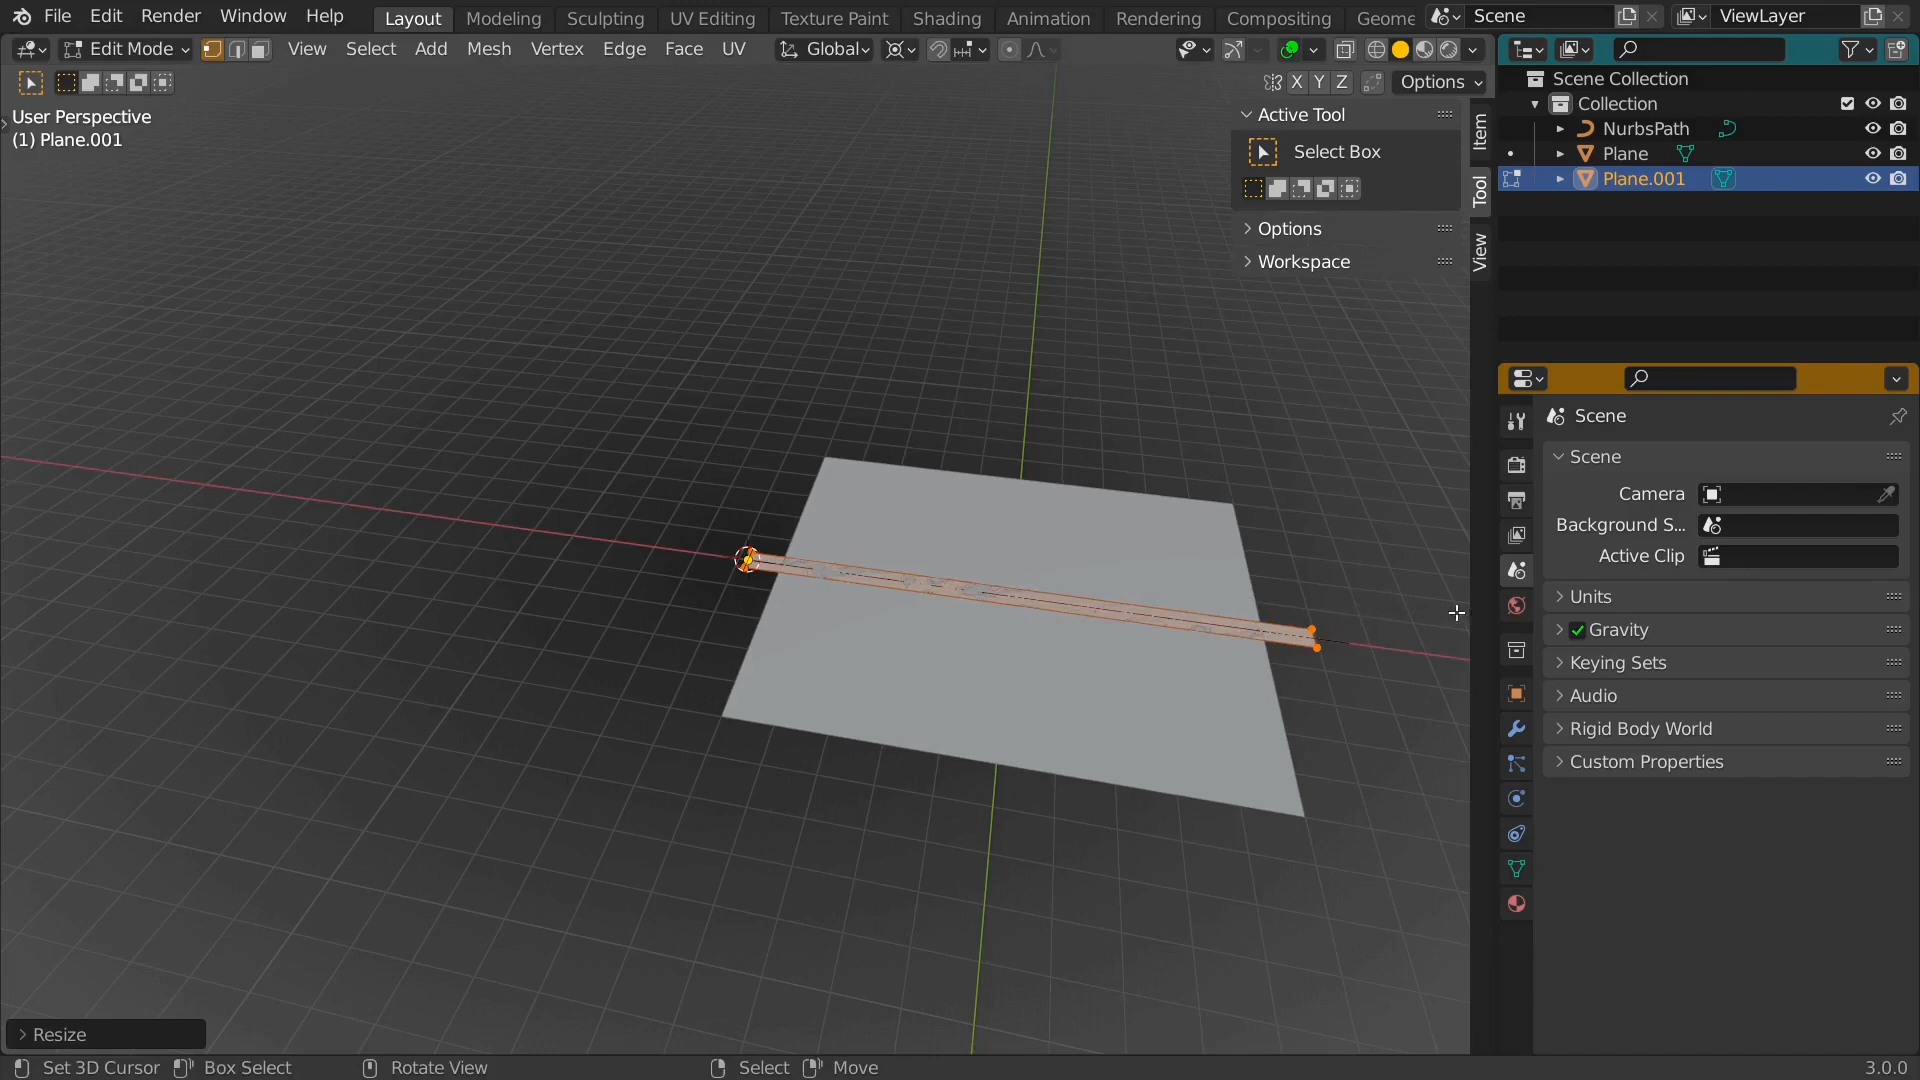 File Edit Render Window Help Layout Modeling Sculpting UV Editing Texture Paint Shading Animation Rendering Compositing Geome Scene ViewLayer
Edit Mode View Select Add Mesh Vertex Edge Face UV Global
X Y Z Options
User Perspective
(1) Plane.001
Active Tool
Select Box
Options
Workspace
Item
Tool
View
Scene Collection
Collection
NurbsPath
Plane
Plane.001
Scene
Scene
Camera
Background S...
Active Clip
Units
Gravity
Keying Sets
Audio
Rigid Body World
Custom Properties
Resize
Set 3D Cursor Box Select Rotate View Select Move 3.0.0